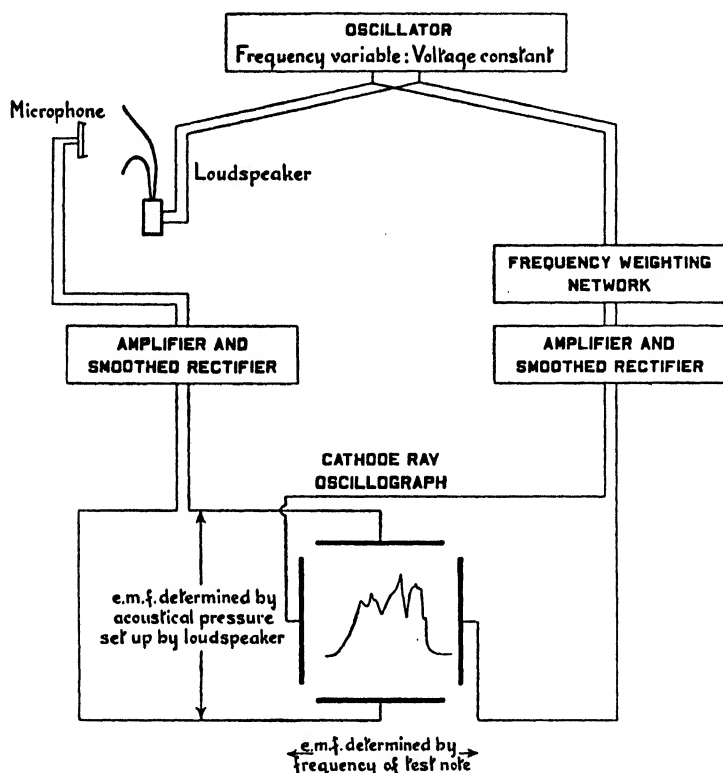 OSCILLATOR
Frequency variable: Voltage constant
Microphone
Loudspeaker
FREQUENCY WEIGHTING
NETWORK
AMPLIFIER AND
SMOOTHED RECTIFIER
AMPLIFIER AND
SMOOTHED RECTIFIER
CATHODE RAY
OSCILLOGRAPH
e.m.f. determined by
acoustical pressure
set up by loudspeaker
e.m.f. determined by
frequency of test note